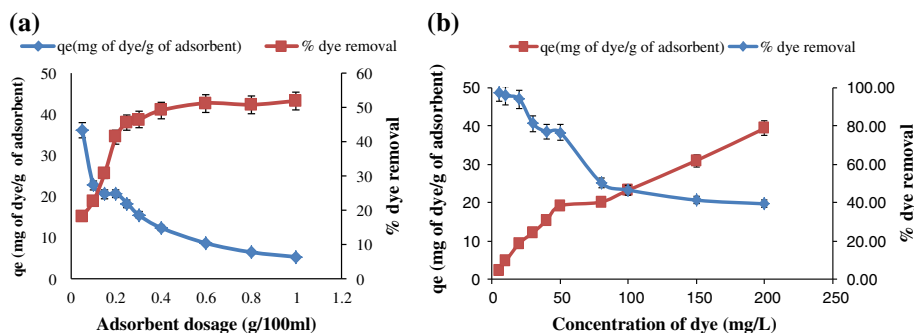 (a)
qe(mg of dye/g of adsorbent) % dye removal
qe (mg of dye/g of adsorbent)
50
40
30
20
10
0
60
50
40
30
20
10
0
% dye removal
0 0.2 0.4 0.6 0.8 1 1.2
Adsorbent dosage (g/100ml)
(b)
qe(mg of dye/g of adsorbent) % dye removal
qe (mg of dye/g of adsorbent)
50
40
30
20
10
0
100.00
80.00
60.00
40.00
20.00
0.00
% dye removal
0 50 100 150 200 250
Concentration of dye (mg/L)